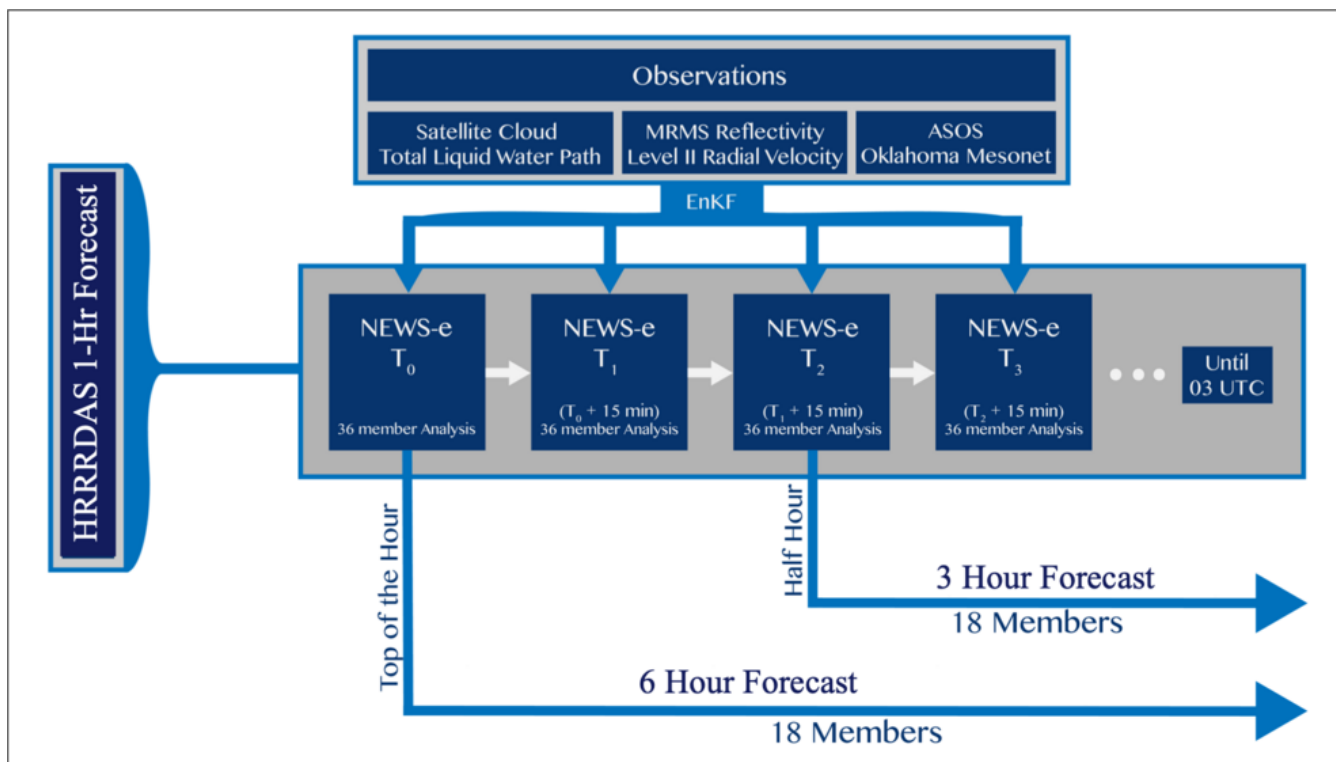 Observations
Satellite Cloud
Total Liquid Water Path
MRMS Reflectivity
Level II Radial Velocity
ASOS
Oklahoma Mesonet
EnKF
HRRRDAS 1-Hr Forecast
NEWS-e
T₀
36 member Analysis
NEWS-e
T₁
(T₀ + 15 min)
36 member Analysis
NEWS-e
T₂
(T₁ + 15 min)
36 member Analysis
NEWS-e
T₃
(T₂ + 15 min)
36 member Analysis
Until
03 UTC
Top of the Hour
Half Hour
3 Hour Forecast
18 Members
6 Hour Forecast
18 Members